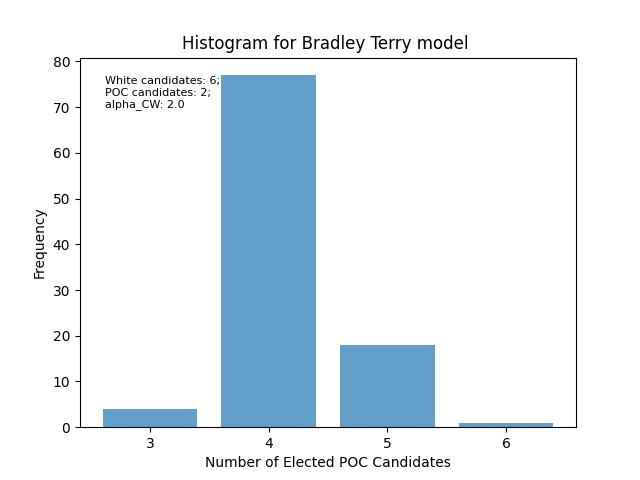 Histogram for Bradley Terry model
White candidates: 6;
POC candidates: 2;
alpha_CW: 2.0
80
70
60
50
40
30
20
10
0
Frequency
3 4 5 6
Number of Elected POC Candidates